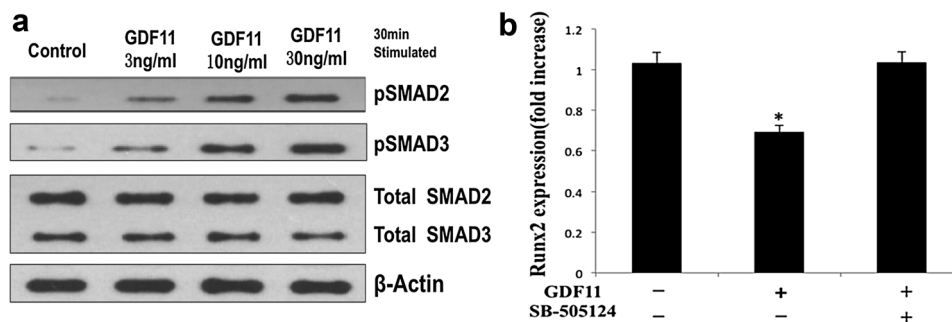 a
Control GDF11 GDF11 GDF11 30min
3ng/ml 10ng/ml 30ng/ml Stimulated
pSMAD2
pSMAD3
Total SMAD2
Total SMAD3
β-Actin
b
Runx2 expression(fold increase)
1.2
1
0.8
0.6
0.4
0.2
0
*
GDF11 − + +
SB-505124 − − +